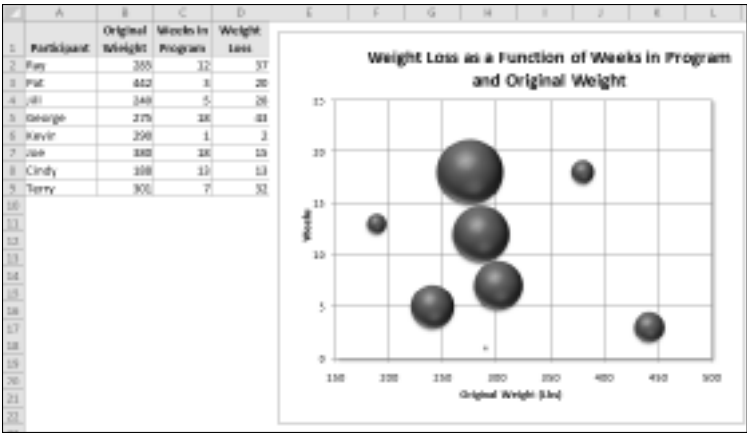 A B C D E F G H I J K L
Original Weeks in Weight
1 Participant Weight Program Loss
2 Ray 285 12 37
3 Pat 442 3 20
4 Jill 240 5 28
5 George 275 18 43
6 Kevin 290 1 2
7 Joe 380 18 15
8 Cindy 188 13 13
9 Terry 301 7 32
10
11
12
13
14
15
16
17
18
19
20
21
22
Weight Loss as a Function of Weeks in Program
and Original Weight
25
20
15
10
5
0
Weeks
150 200 250 300 350 400 450 500
Original Weight (Lbs)